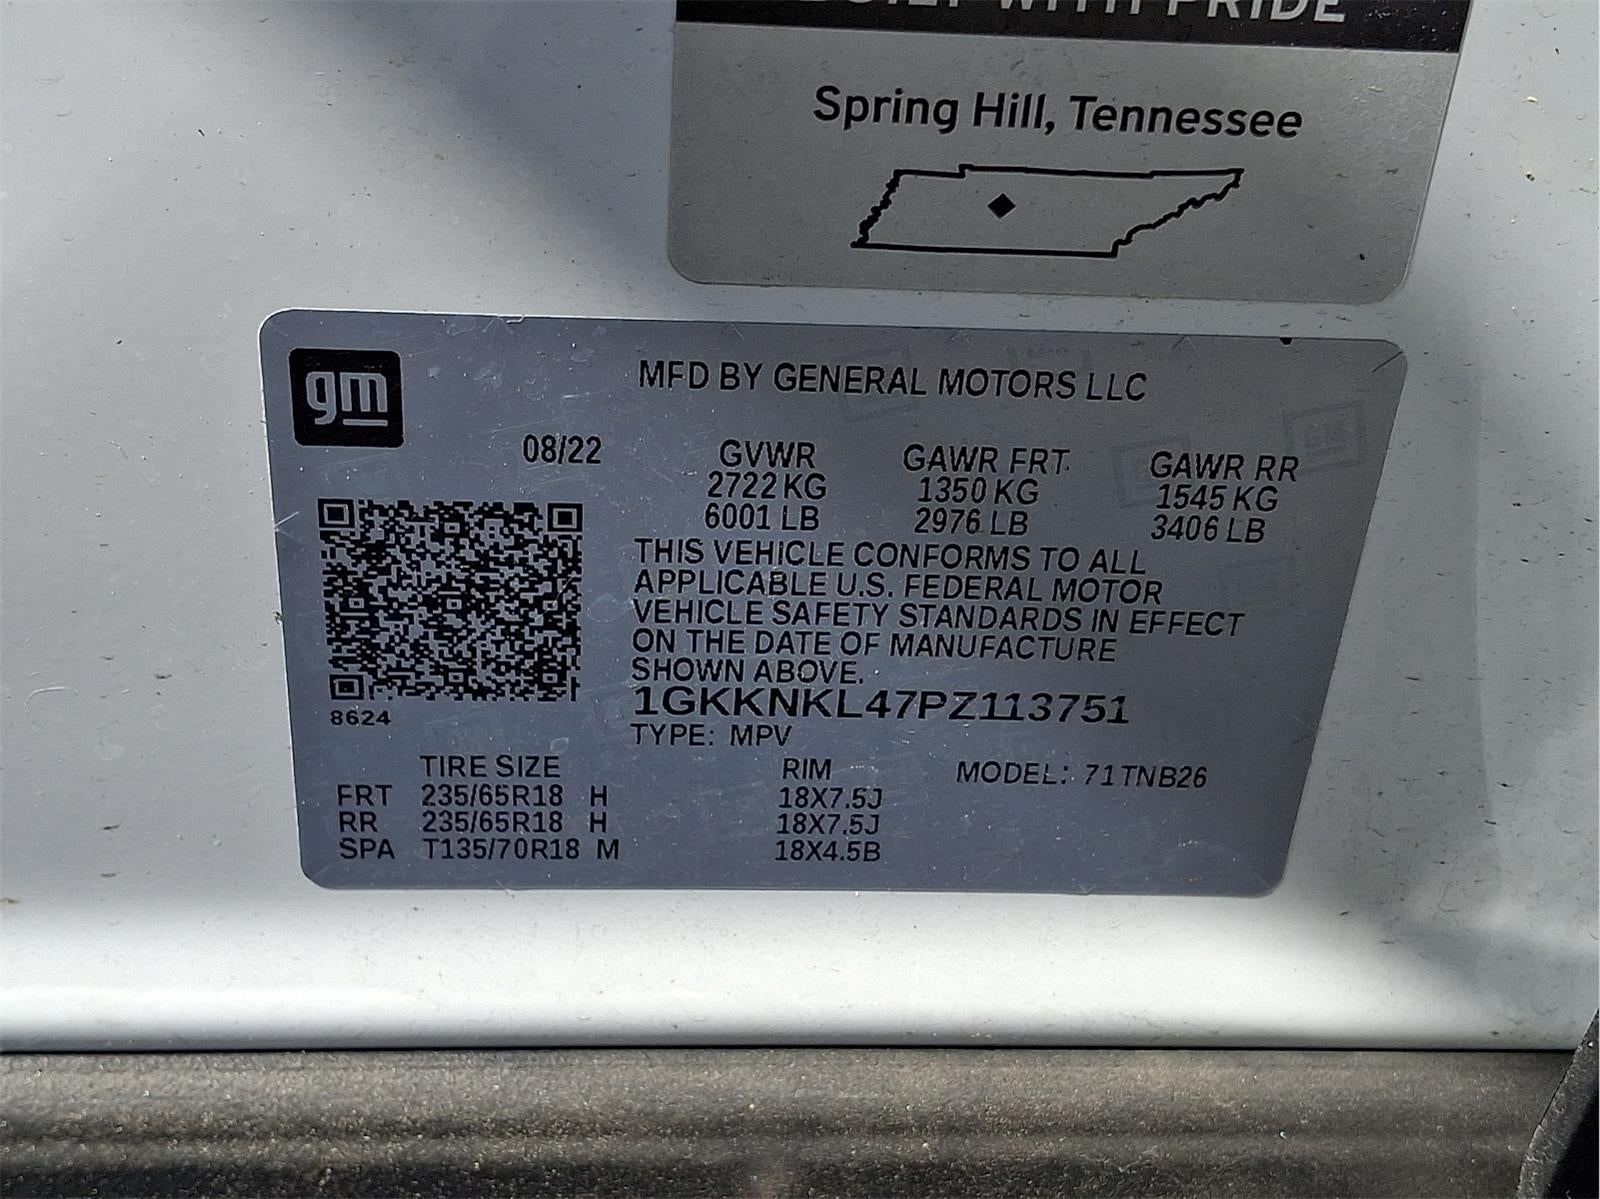 BUILT WITH PRIDE
Spring Hill, Tennessee
gm
MFD BY GENERAL MOTORS LLC
08/22 GVWR GAWR FRT GAWR RR
2722 KG 1350 KG 1545 KG
6001 LB 2976 LB 3406 LB
THIS VEHICLE CONFORMS TO ALL
APPLICABLE U.S. FEDERAL MOTOR
VEHICLE SAFETY STANDARDS IN EFFECT
ON THE DATE OF MANUFACTURE
SHOWN ABOVE.
1GKKNKL47PZ113751
8624
TYPE: MPV
TIRE SIZE RIM MODEL: 71TNB26
FRT 235/65R18 H 18X7.5J
RR 235/65R18 H 18X7.5J
SPA T135/70R18 M 18X4.5B